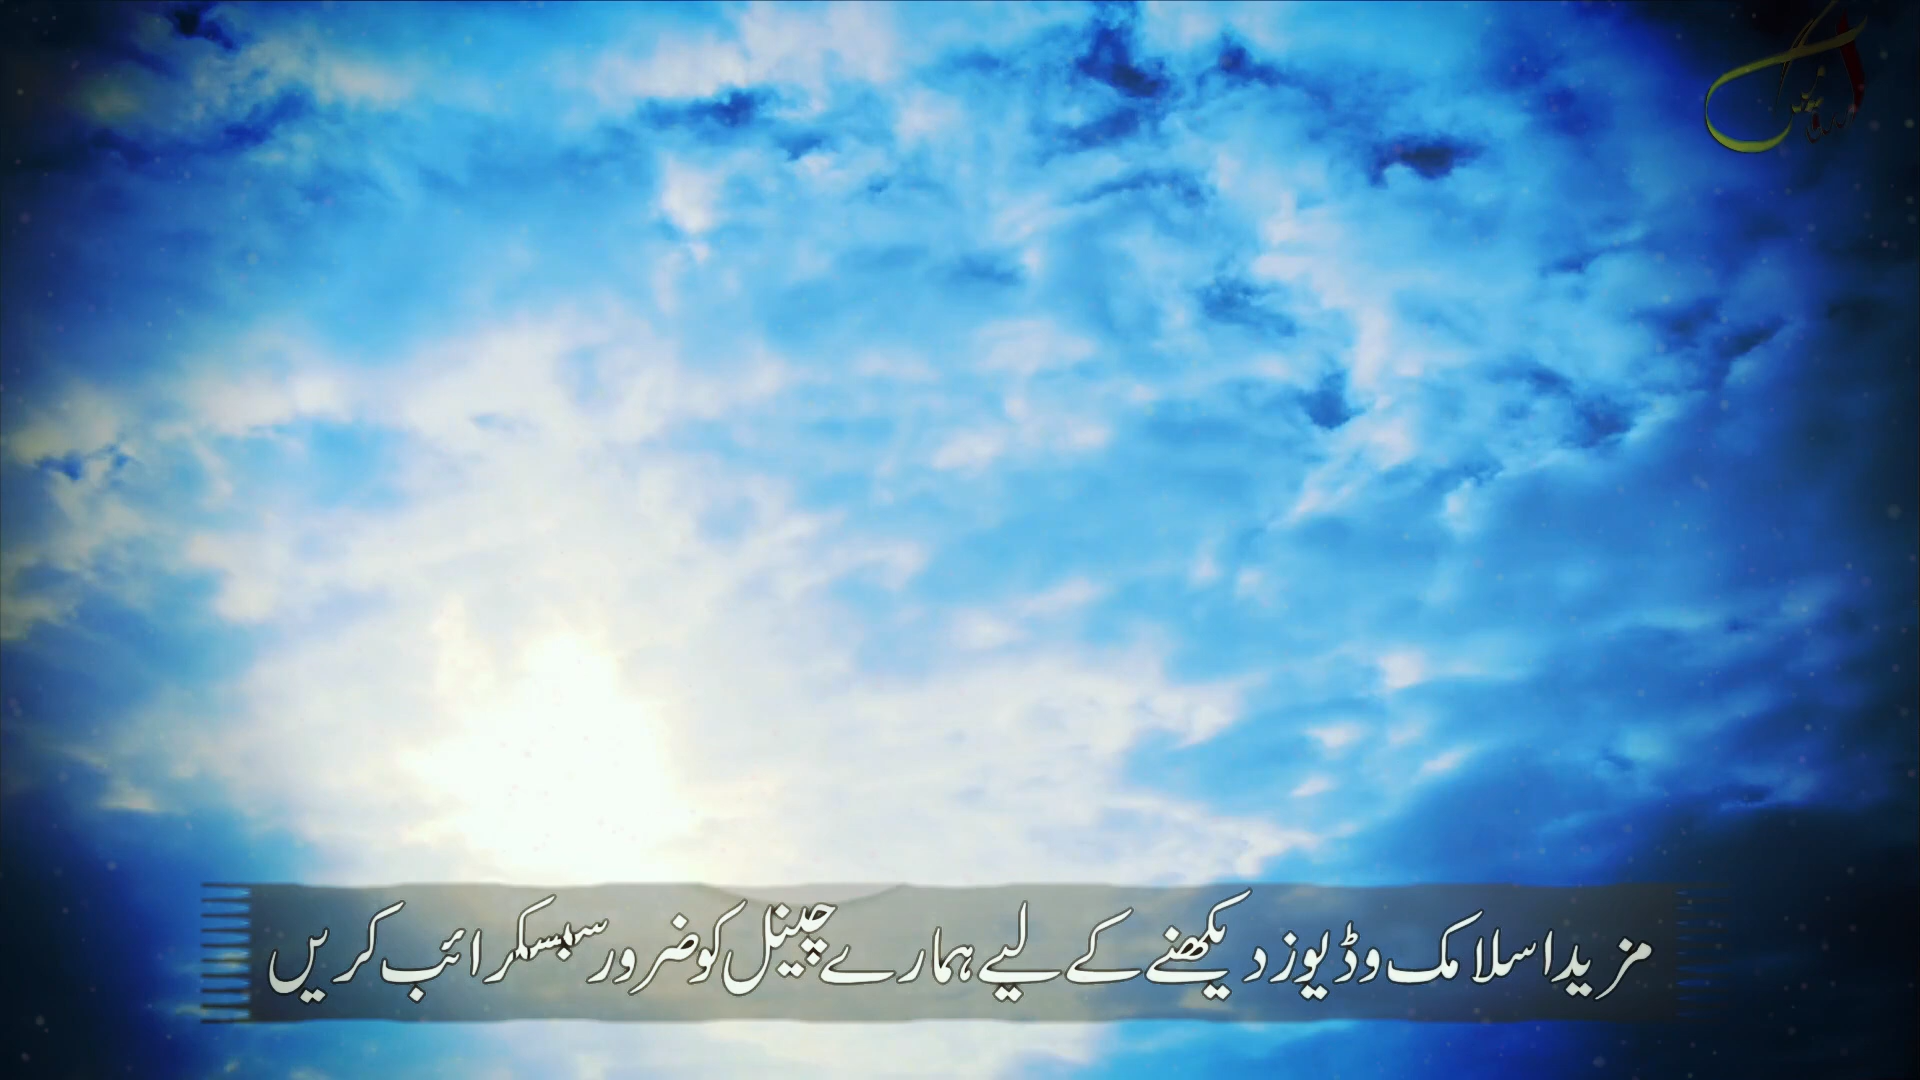 مزید اسلامک وڈیوز دیکھنے کے لیے ہمارے چینل کو ضرور سبسکرائب کریں